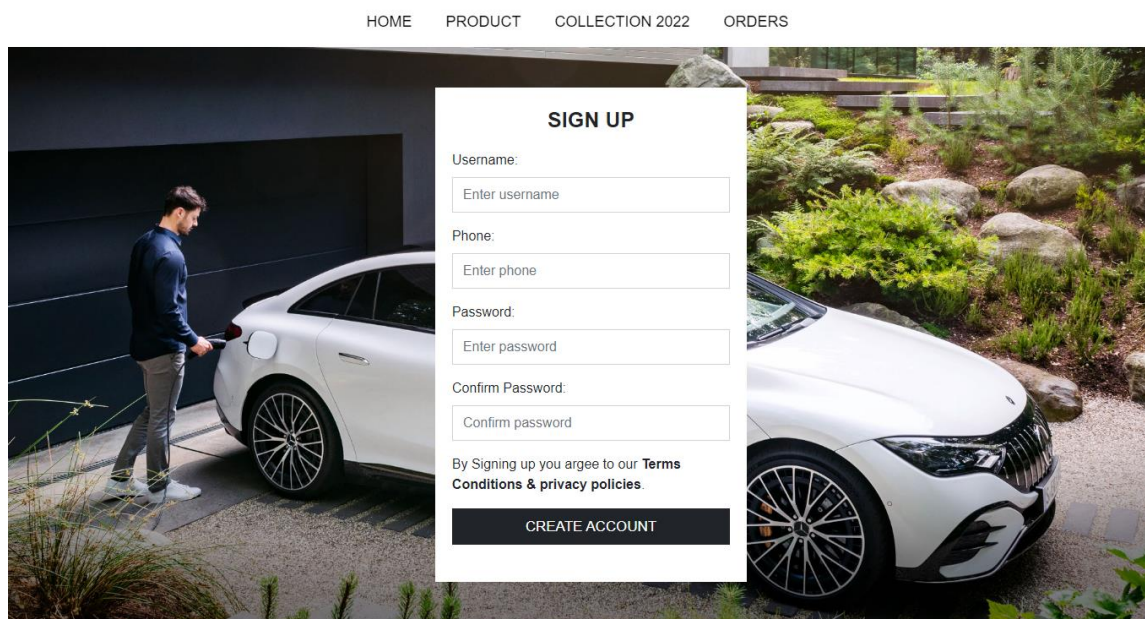 HOME PRODUCT COLLECTION 2022 ORDERS
SIGN UP
Username:
Enter username
Phone:
Enter phone
Password:
Enter password
Confirm Password:
Confirm password
By Signing up you argee to our Terms
Conditions & privacy policies.
CREATE ACCOUNT